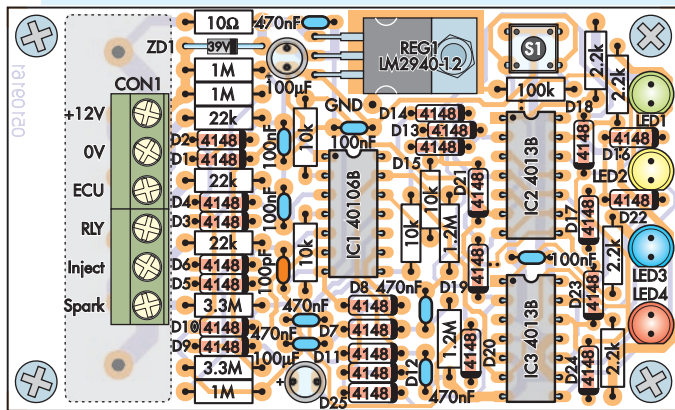 10Ω
470nF
ZD1
39V
REG1
LM2940-12
S1
2.2k
2.2k
1M
100µF
CON1
1M
GND
100k
D18
LED1
+12V
22k
100nF
10k
100nF
D14
4148
D13
4148
D15
4148
4148
D16
4148
D2
4148
0V
D1
4148
LED2
22k
IC1 40106B
10k
10k
1.2M
D21
4148
IC2 4013B
D17
4148
4148
D22
ECU
D4
4148
100nF
D3
4148
RLY
22k
10k
100nF
2.2k
LED3
Inject
D6
4148
D5
4148
100pF
D19
4148
D23
4148
LED4
Spark
3.3M
470nF
D8
4148
470nF
D10
4148
D7
4148
1.2M
D20
4148
IC3 4013B
470nF
D9
4148
D11
4148
D12
D24
4148
2.2k
3.3M
100µF
+
4148
1M
D25
4148
470nF
05106161